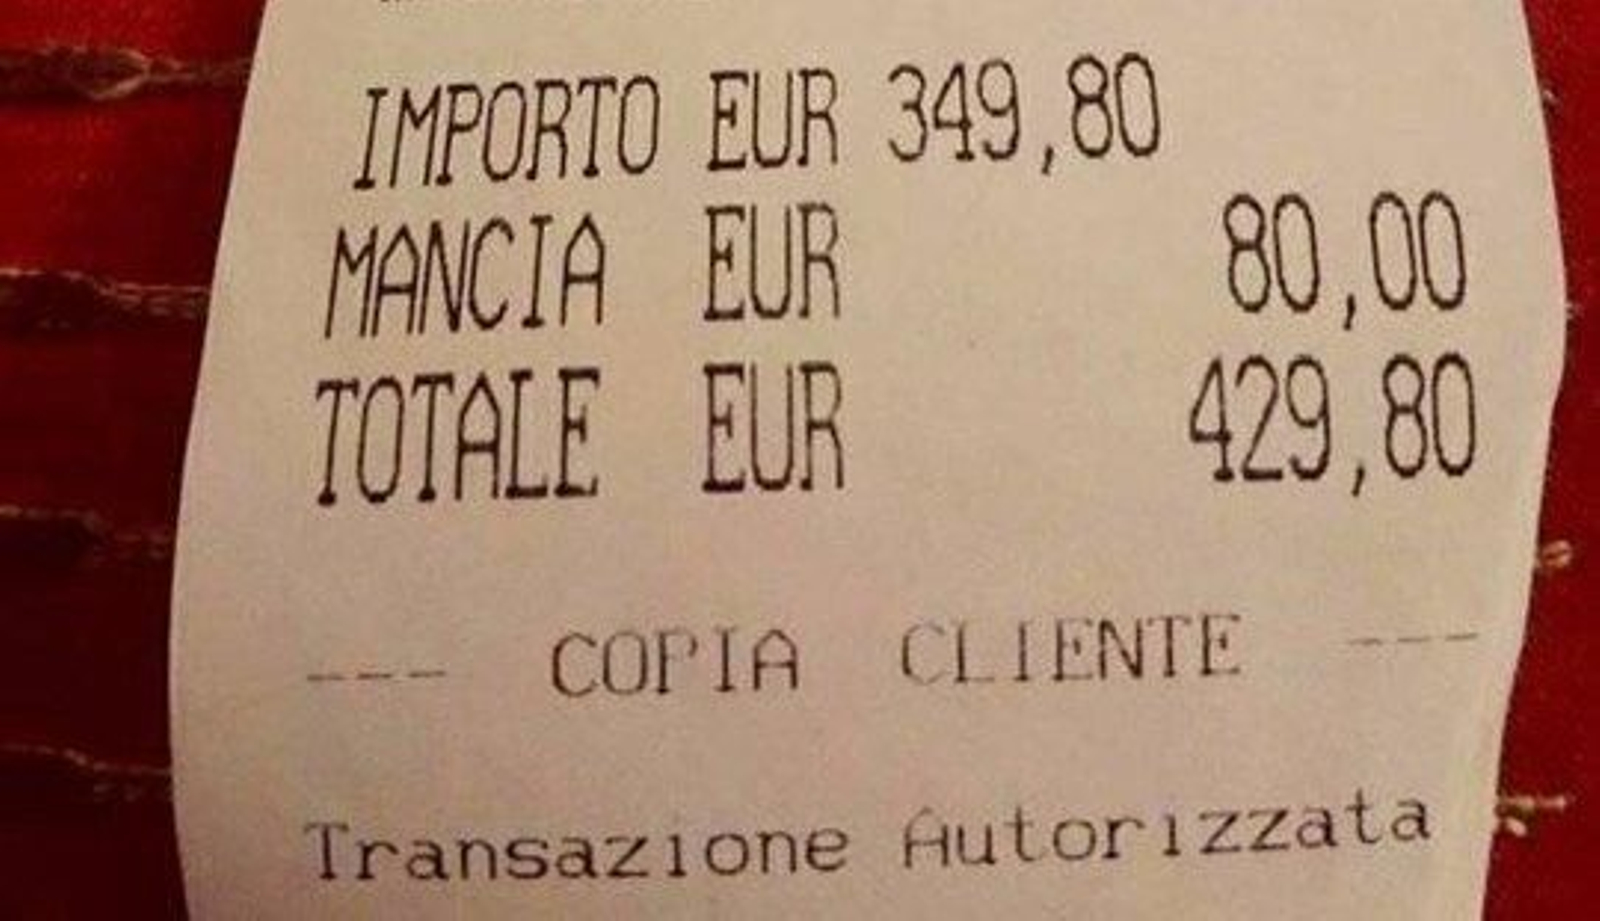 IMPORTO EUR 349,80
MANCIA EUR 80,00
TOTALE EUR 429,80
--- COPIA CLIENTE ---
Transazione Autorizzata